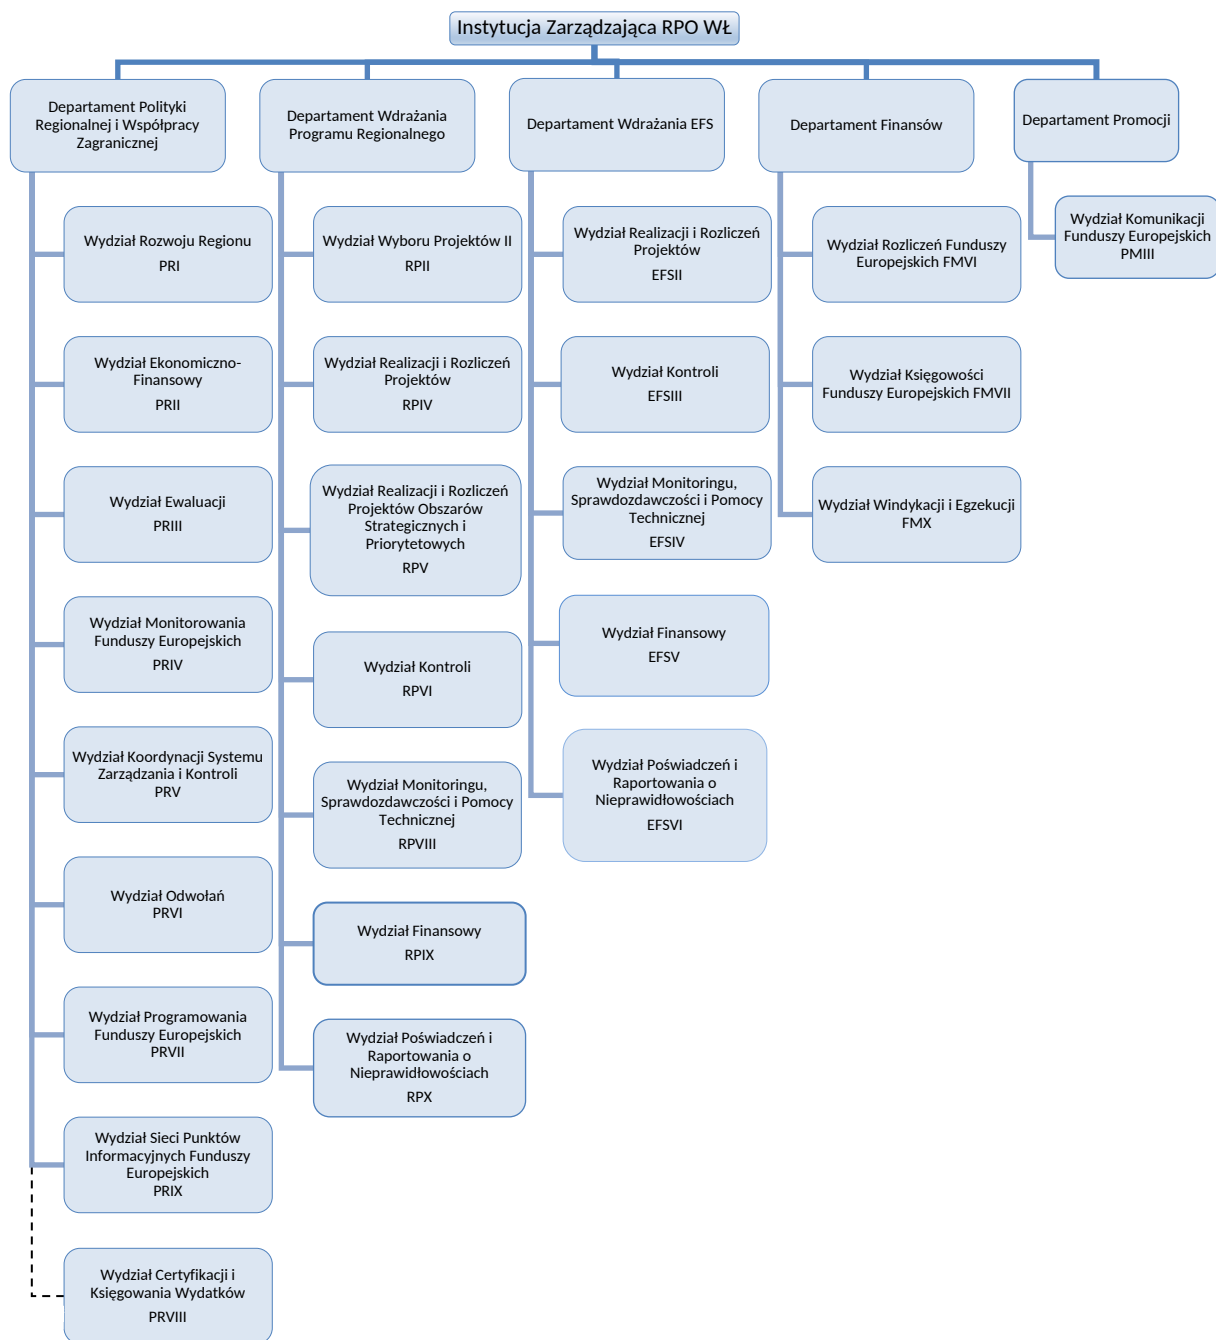 Instytucja Zarządzająca RPO WŁ
Departament Polityki
Regionalnej i Współpracy
Zagranicznej
Wydział Rozwoju Regionu
PRI
Wydział Ekonomiczno-
Finansowy
PRII
Wydział Ewaluacji
PRIII
Wydział Monitorowania
Funduszy Europejskich
PRIV
Wydział Koordynacji Systemu
Zarządzania i Kontroli
PRV
Wydział Odwołań
PRVI
Wydział Programowania
Funduszy Europejskich
PRVII
Wydział Sieci Punktów
Informacyjnych Funduszy
Europejskich
PRIX
Wydział Certyfikacji i
Księgowania Wydatków
PRVIII
Departament Wdrażania
Programu Regionalnego
Wydział Wyboru Projektów II
RPII
Wydział Realizacji i Rozliczeń
Projektów
RPIV
Wydział Realizacji i Rozliczeń
Projektów Obszarów
Strategicznych i
Priorytetowych
RPV
Wydział Kontroli
RPVI
Wydział Monitoringu,
Sprawozdawczości i Pomocy
Technicznej
RPVIII
Wydział Finansowy
RPIX
Wydział Poświadczeń i
Raportowania o
Nieprawidłowościach
RPX
Departament Wdrażania EFS
Wydział Realizacji i Rozliczeń
Projektów
EFSII
Wydział Kontroli
EFSIII
Wydział Monitoringu,
Sprawozdawczości i Pomocy
Technicznej
EFSIV
Wydział Finansowy
EFSV
Wydział Poświadczeń i
Raportowania o
Nieprawidłowościach
EFSVI
Departament Finansów
Wydział Rozliczeń Funduszy
Europejskich FMVI
Wydział Księgowości
Funduszy Europejskich FMVII
Wydział Windykacji i Egzekucji
FMX
Departament Promocji
Wydział Komunikacji
Funduszy Europejskich
PMIII